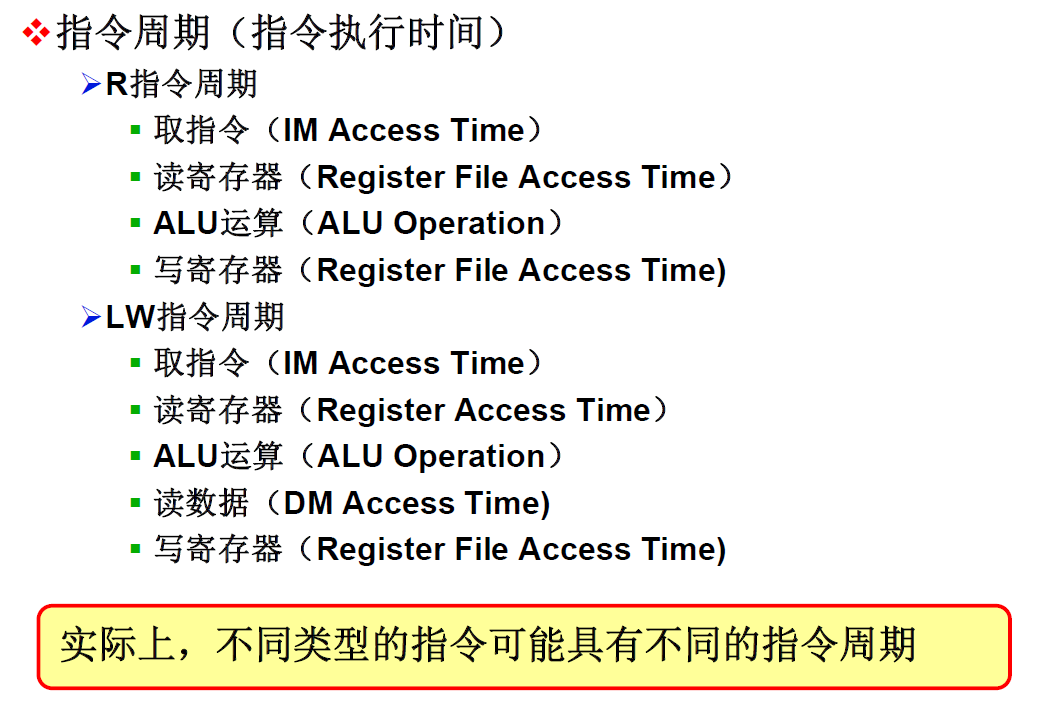 指令周期（指令执行时间）
R指令周期
取指令（IM Access Time）
读寄存器（Register File Access Time）
ALU运算（ALU Operation）
写寄存器（Register File Access Time)
LW指令周期
取指令（IM Access Time）
读寄存器（Register Access Time）
ALU运算（ALU Operation）
读数据（DM Access Time)
写寄存器（Register File Access Time)
实际上，不同类型的指令可能具有不同的指令周期